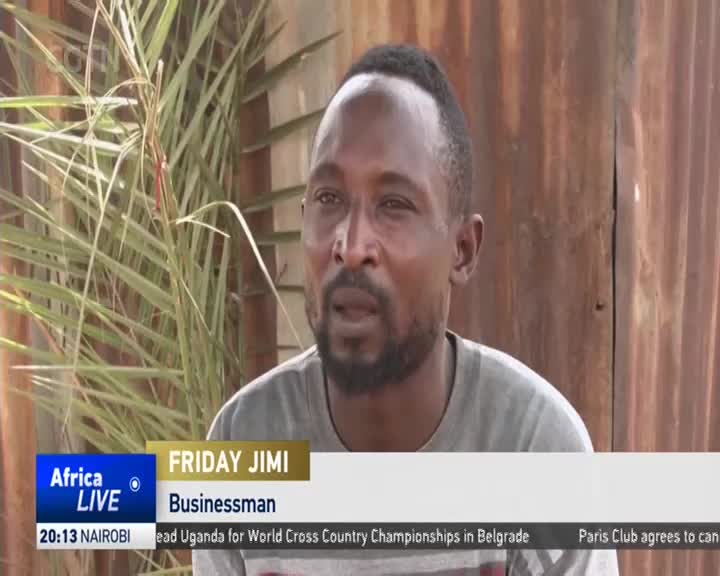 CGTN
FRIDAY JIMI
Africa
LIVE
Businessman
20:13 NAIROBI
ead Uganda for World Cross Country Championships in Belgrade
Paris Club agrees to can